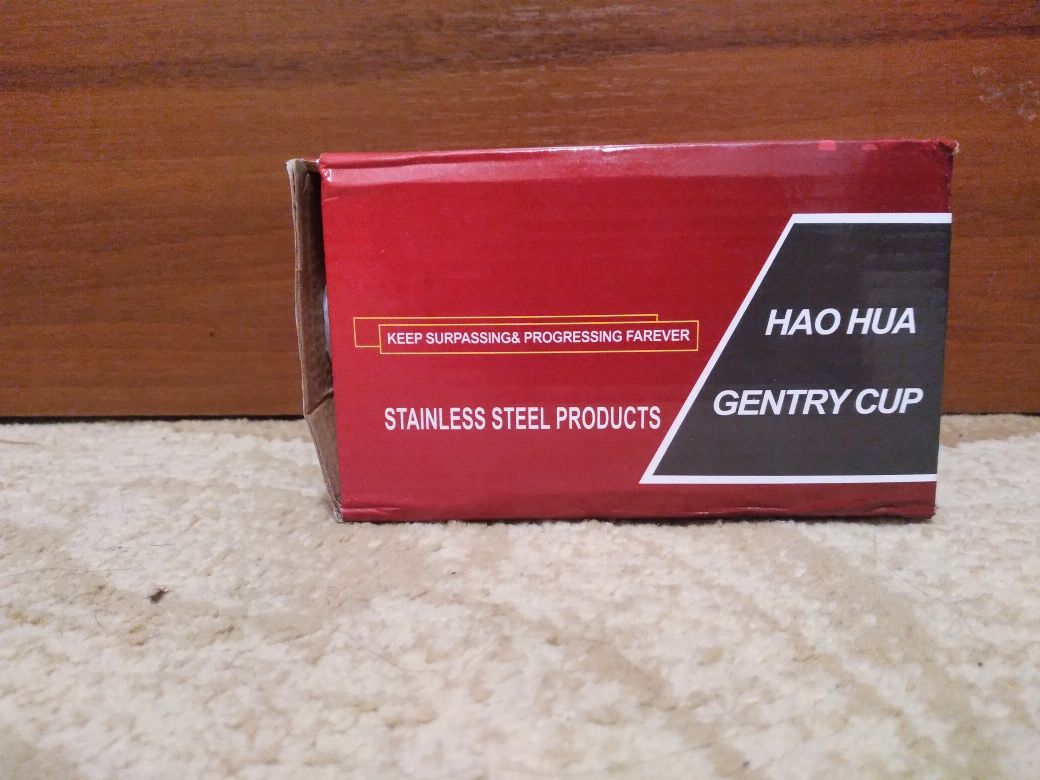 KEEP SURPASSING& PROGRESSING FAREVER
STAINLESS STEEL PRODUCTS
HAO HUA
GENTRY CUP